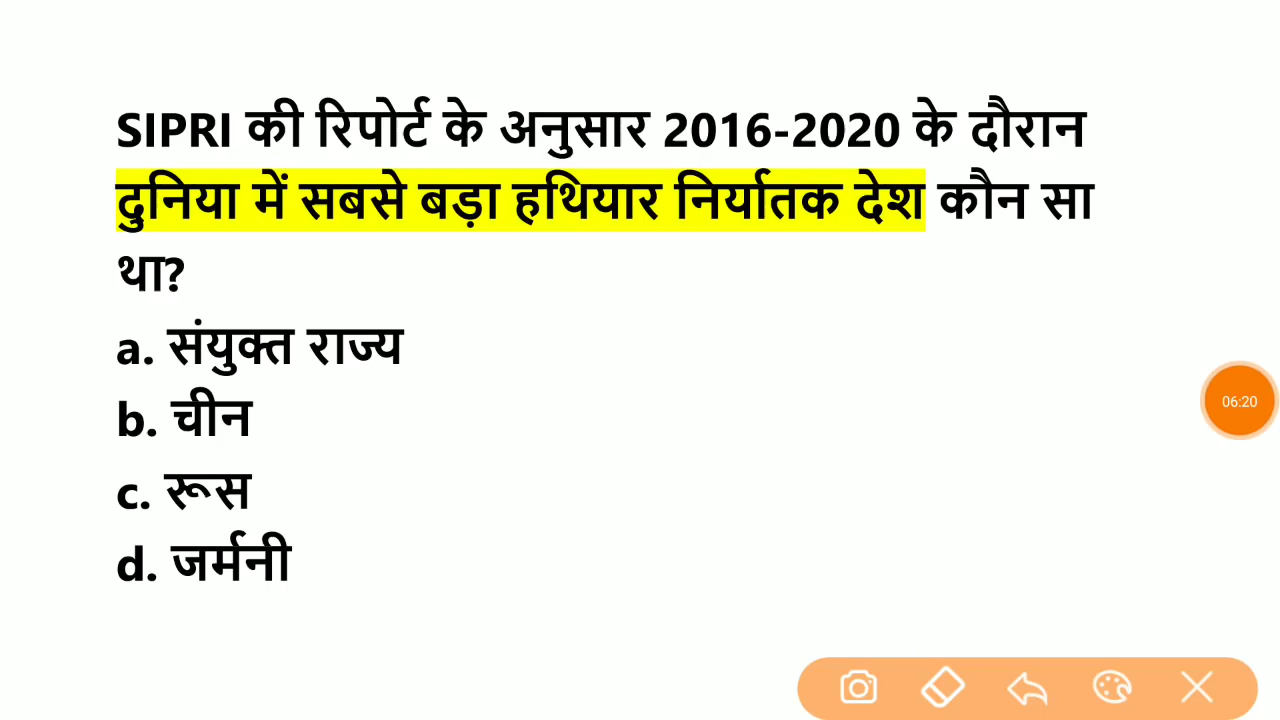 SIPRI की रिपोर्ट के अनुसार 2016-2020 के दौरान
दुनिया में सबसे बड़ा हथियार निर्यातक देश कौन सा
था?
a. संयुक्त राज्य
b. चीन
c. रूस
d. जर्मनी
06:20